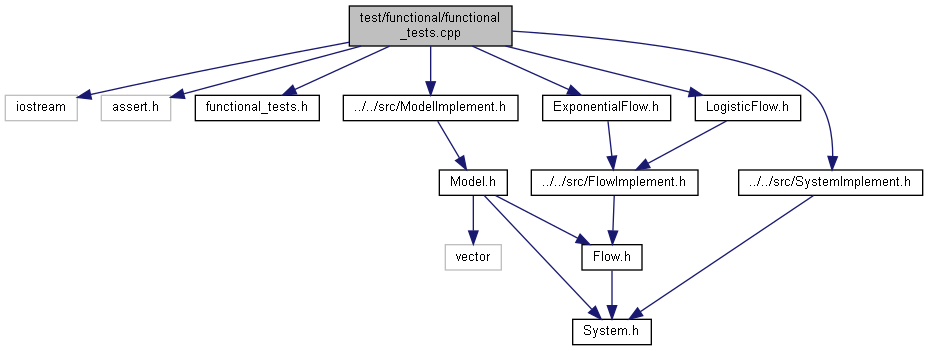 test/functional/functional
_tests.cpp
iostream
assert.h
functional_tests.h
../../src/ModelImplement.h
ExponentialFlow.h
LogisticFlow.h
Model.h
../../src/FlowImplement.h
../../src/SystemImplement.h
vector
Flow.h
System.h